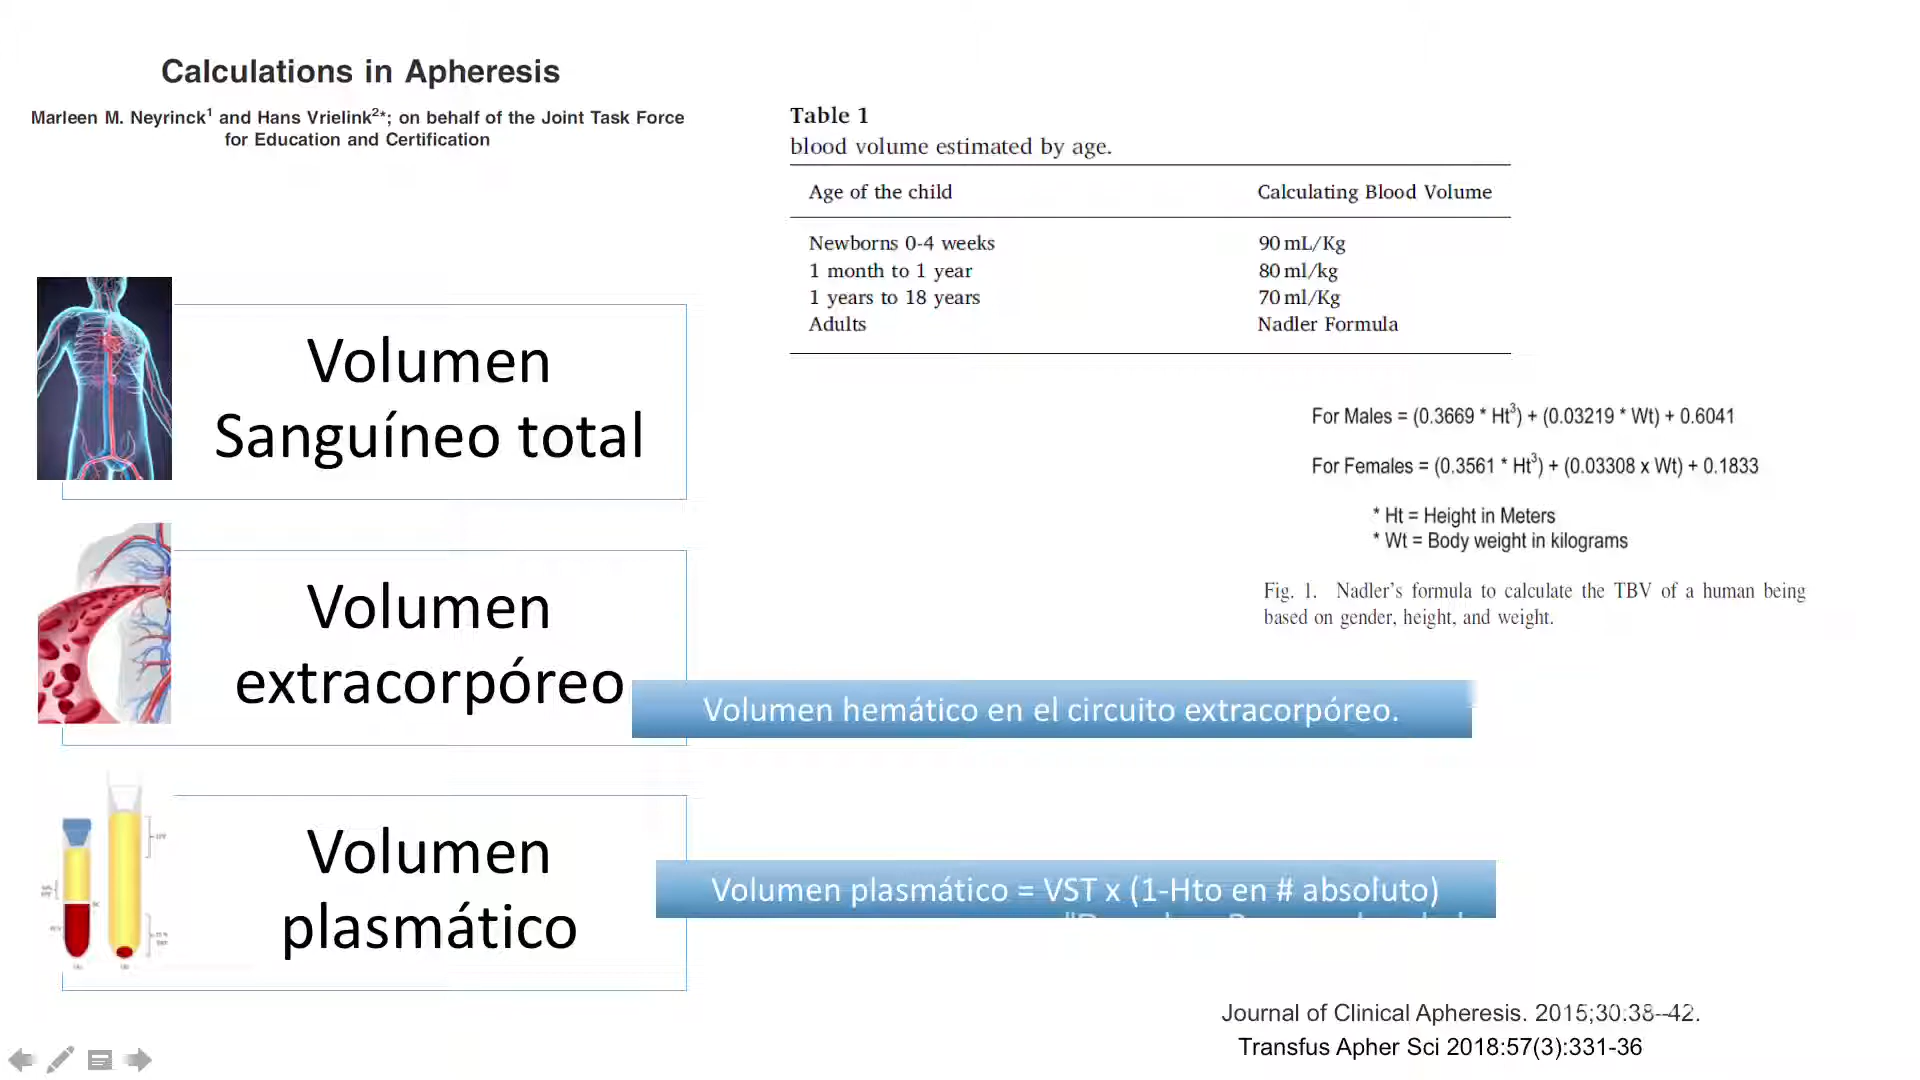 Calculations in Apheresis
Marleen M. Neyrinck1 and Hans Vrielink2*; on behalf of the Joint Task Force
for Education and Certification
Table 1
blood volume estimated by age.
Age of the child Calculating Blood Volume
Newborns 0-4 weeks 90 mL/Kg
1 month to 1 year 80 ml/kg
1 years to 18 years 70 ml/Kg
Adults Nadler Formula
For Males = (0.3669 * Ht3) + (0.03219 * Wt) + 0.6041
For Females = (0.3561 * Ht3) + (0.03308 x Wt) + 0.1833
* Ht = Height in Meters
* Wt = Body weight in kilograms
Fig. 1. Nadler's formula to calculate the TBV of a human being
based on gender, height, and weight.
Volumen
Sanguíneo total
Volumen
extracorpóreo
Volumen hemático en el circuito extracorpóreo.
Volumen
plasmático
Volumen plasmático = VST x (1-Hto en # absoluto)
Journal of Clinical Apheresis. 2015;30:38--42.
Transfus Apher Sci 2018:57(3):331-36